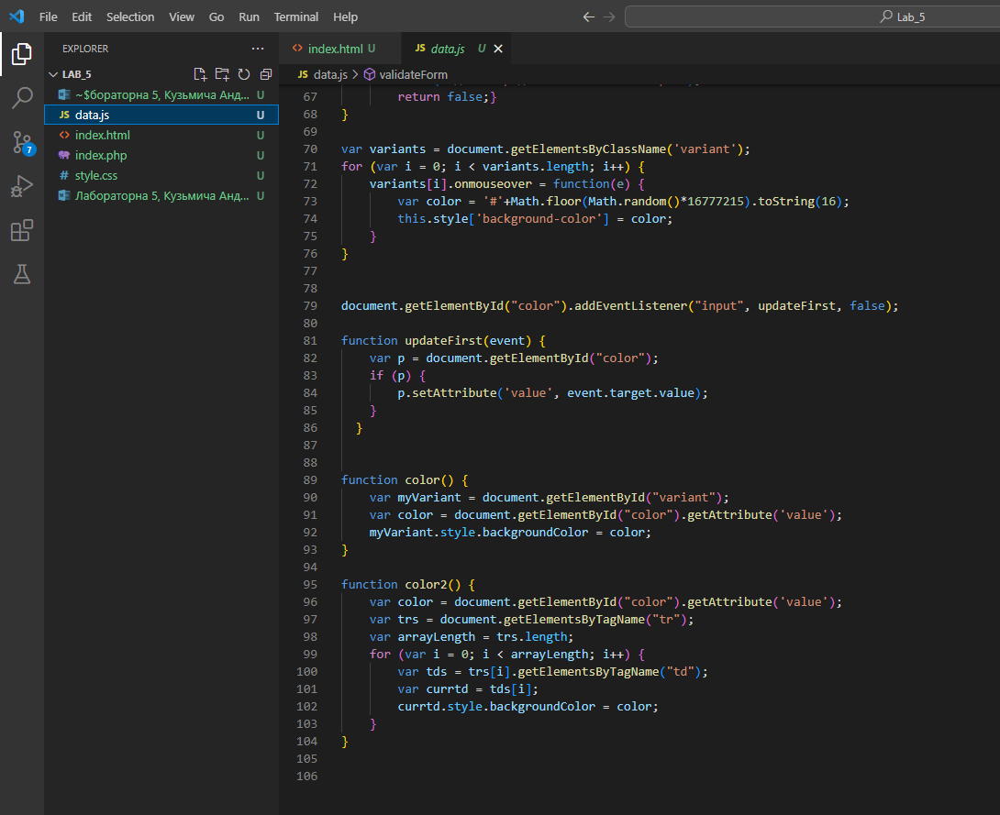 File Edit Selection View Go Run Terminal Help
Lab_5
EXPLORER
LAB_5
~$бораторна 5, Кузьмича Анд... U
JS data.js U
<> index.html U
index.php U
# style.css U
Лабораторна 5, Кузьмича Анд... U
7
<> index.html U
JS data.js U
JS data.js > validateForm
67 return false;}
68 }
69
70 var variants = document.getElementsByClassName('variant');
71 for (var i = 0; i < variants.length; i++) {
72 variants[i].onmouseover = function(e) {
73 var color = '#'+Math.floor(Math.random()*16777215).toString(16);
74 this.style['background-color'] = color;
75 }
76 }
77
78
79 document.getElementById("color").addEventListener("input", updateFirst, false);
80
81 function updateFirst(event) {
82 var p = document.getElementById("color");
83 if (p) {
84 p.setAttribute('value', event.target.value);
85 }
86 }
87
88
89 function color() {
90 var myVariant = document.getElementById("variant");
91 var color = document.getElementById("color").getAttribute('value');
92 myVariant.style.backgroundColor = color;
93 }
94
95 function color2() {
96 var color = document.getElementById("color").getAttribute('value');
97 var trs = document.getElementsByTagName("tr");
98 var arrayLength = trs.length;
99 for (var i = 0; i < arrayLength; i++) {
100 var tds = trs[i].getElementsByTagName("td");
101 var currtd = tds[i];
102 currtd.style.backgroundColor = color;
103 }
104 }
105
106